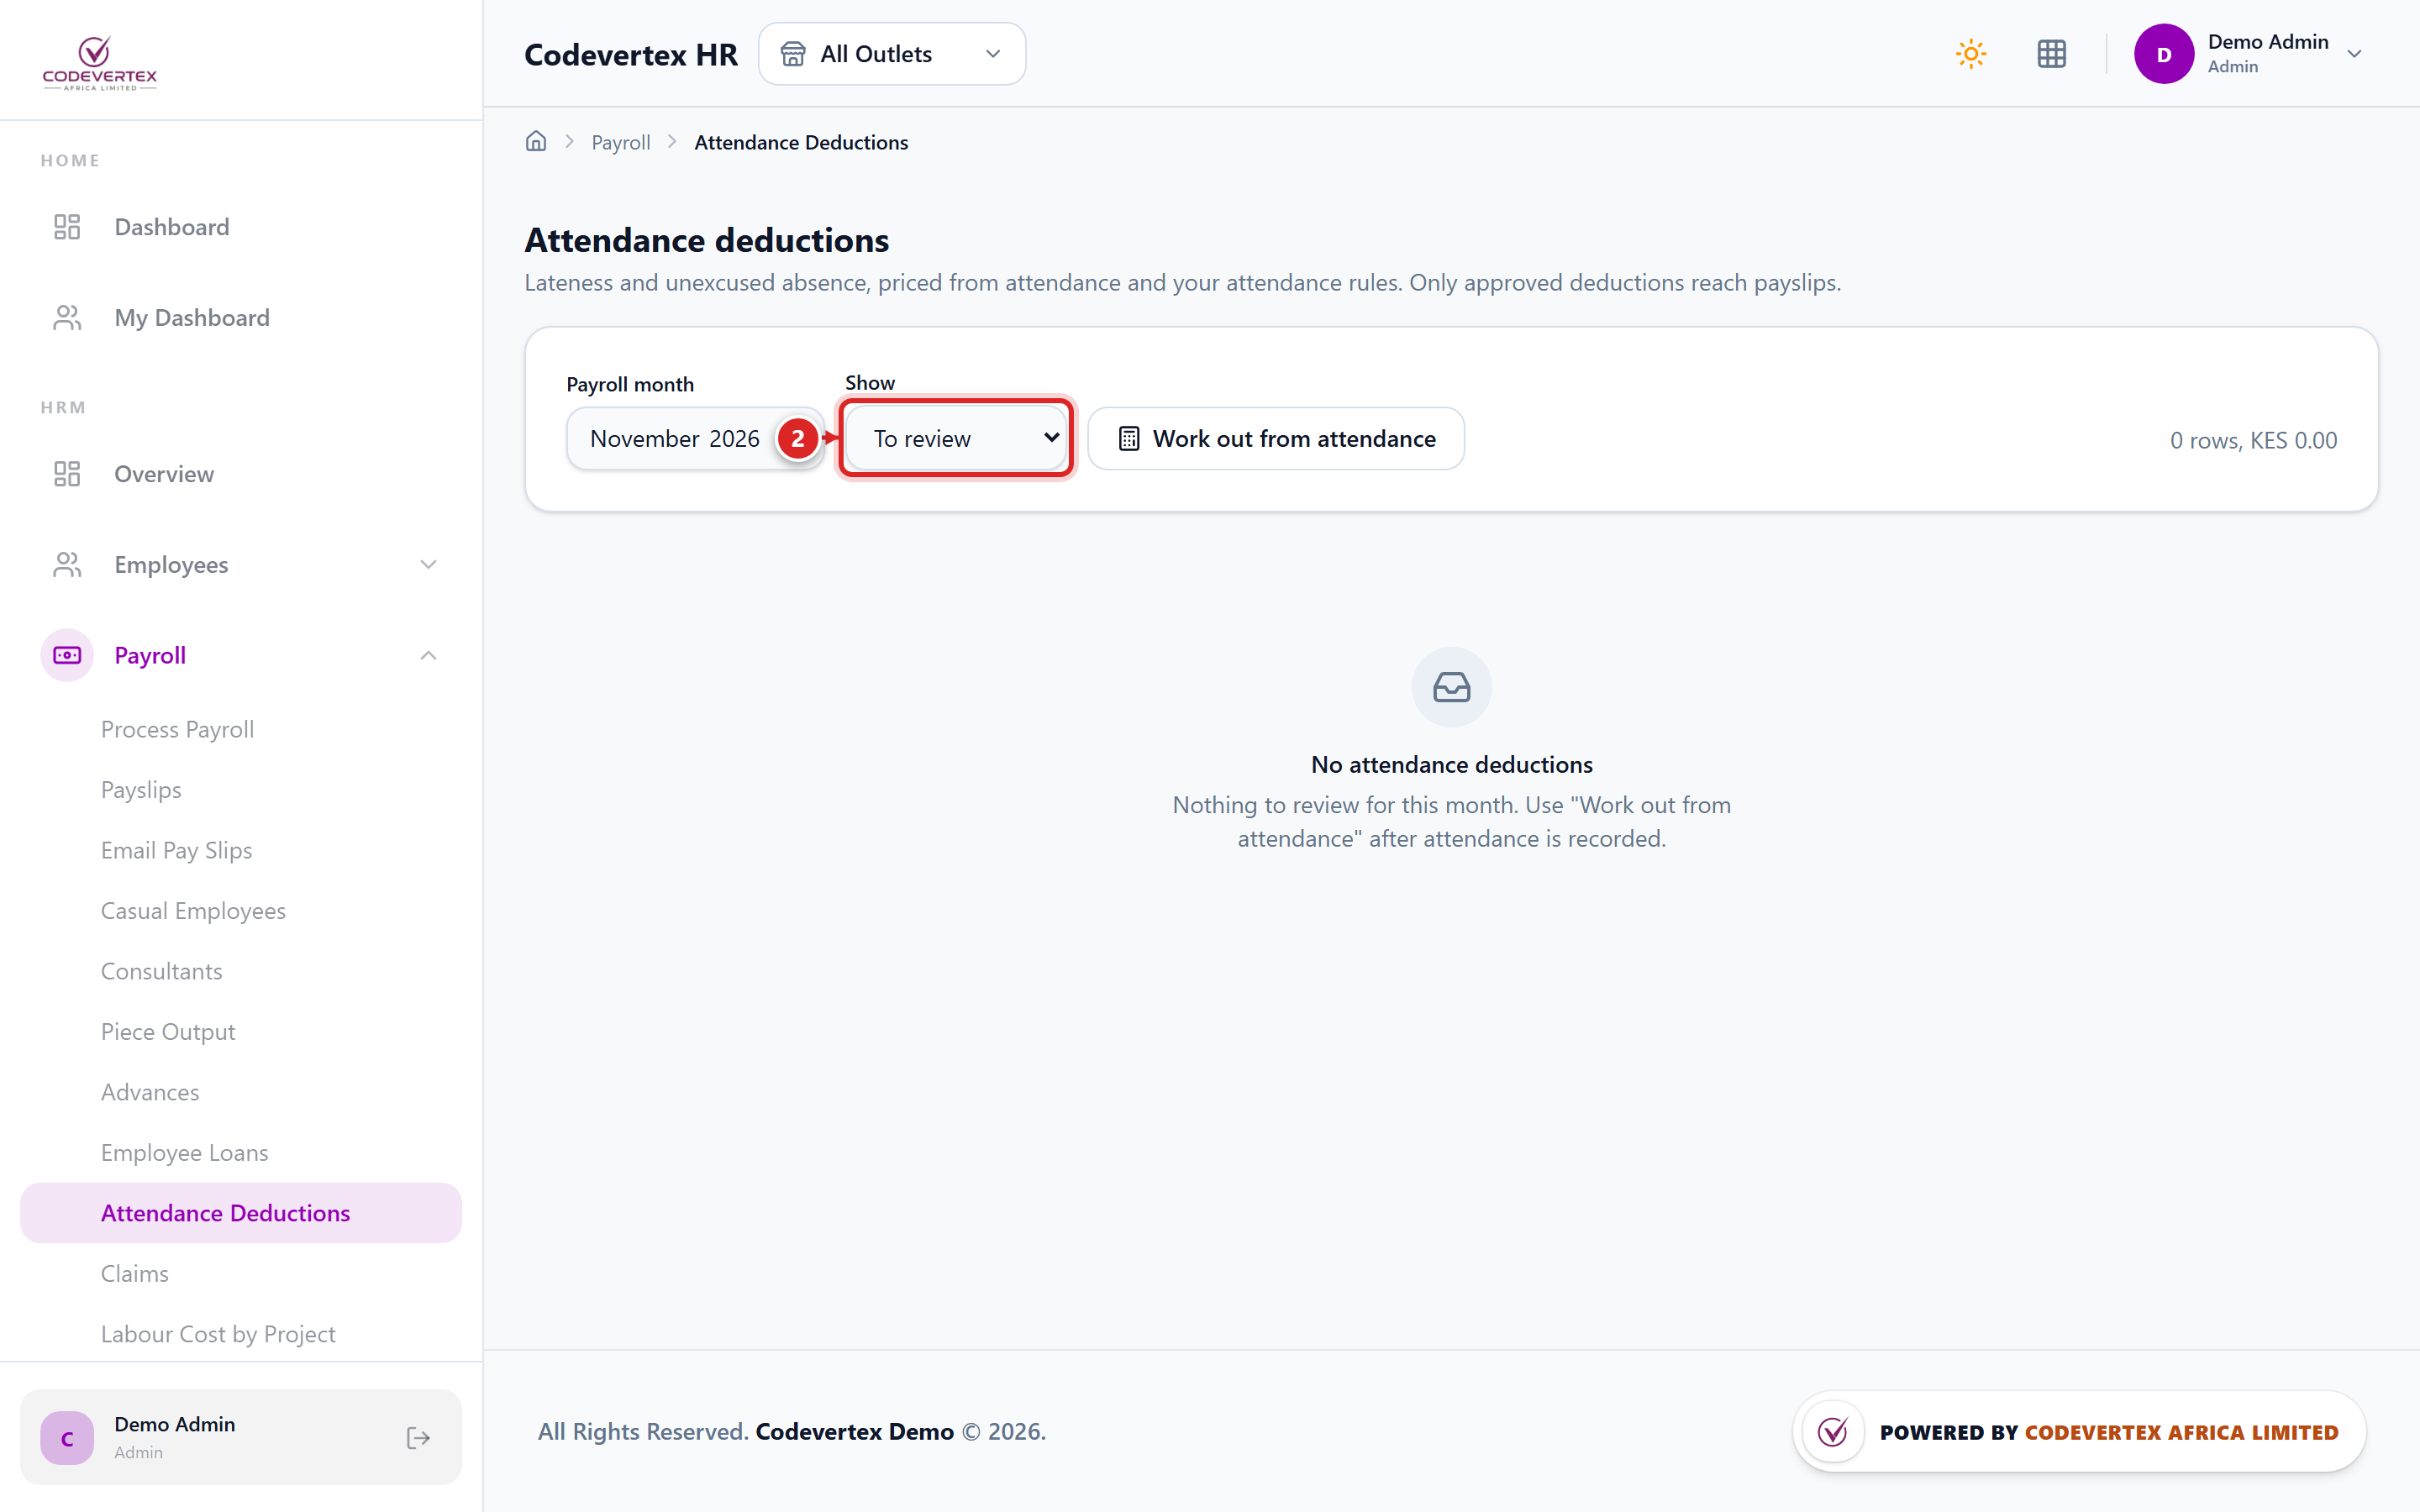 CODEVERTEX
AFRICA LIMITED
HOME
Dashboard
My Dashboard
HRM
Overview
Employees
Payroll
Process Payroll
Payslips
Email Pay Slips
Casual Employees
Consultants
Piece Output
Advances
Employee Loans
Attendance Deductions
Claims
Labour Cost by Project
C
Demo Admin
Admin
Codevertex HR
All Outlets
D
Demo Admin
Admin
Payroll
Attendance Deductions
Attendance deductions
Lateness and unexcused absence, priced from attendance and your attendance rules. Only approved deductions reach payslips.
Payroll month
Show
November 2026
2
To review
Work out from attendance
0 rows, KES 0.00
No attendance deductions
Nothing to review for this month. Use "Work out from
attendance" after attendance is recorded.
All Rights Reserved. Codevertex Demo © 2026.
POWERED BY CODEVERTEX AFRICA LIMITED